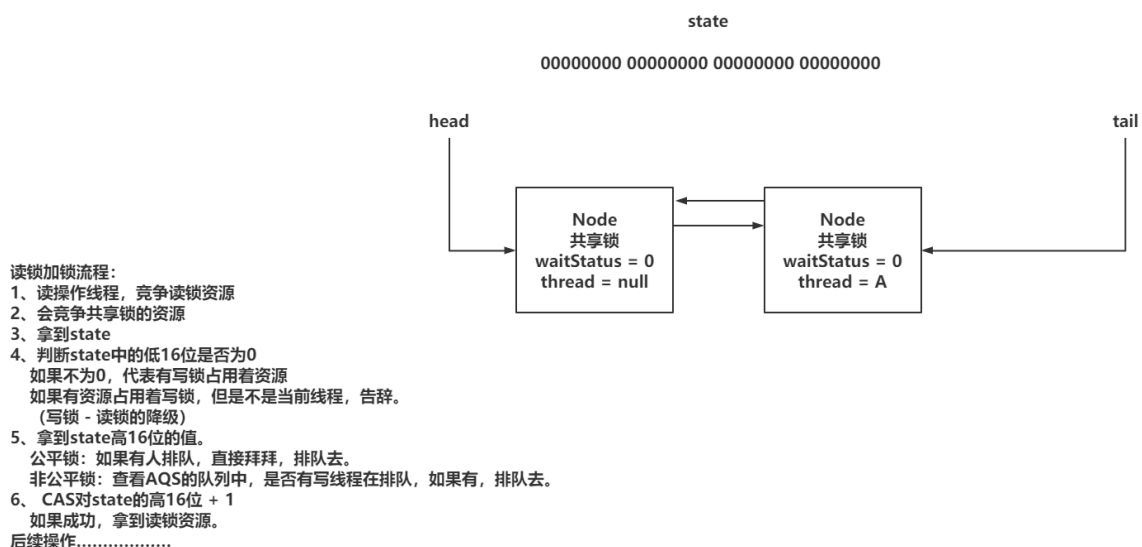 state
00000000 00000000 00000000 00000000
head
tail
Node
共享锁
waitStatus = 0
thread = null
Node
共享锁
waitStatus = 0
thread = A
读锁加锁流程：
1、读操作线程，竞争读锁资源
2、会竞争共享锁的资源
3、拿到state
4、判断state中的低16位是否为0
如果不为0，代表有写锁占用着资源
如果有资源占用着写锁，但是不是当前线程，告辞。
（写锁 - 读锁的降级）
5、拿到state高16位的值。
公平锁：如果有人排队，直接拜拜，排队去。
非公平锁：查看AQS的队列中，是否有写线程在排队，如果有，排队去。
6、 CAS对state的高16位 + 1
如果成功，拿到读锁资源。
后续操作………………